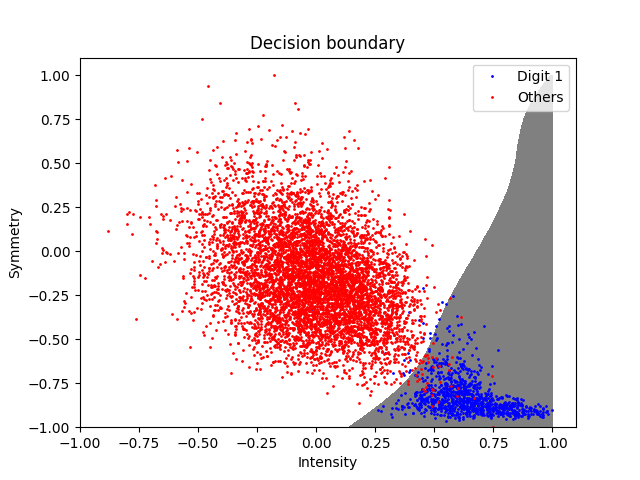 Decision boundary
Digit 1
Others
1.00
0.75
0.50
0.25
0.00
−0.25
−0.50
−0.75
−1.00
Symmetry
−1.00 −0.75 −0.50 −0.25 0.00 0.25 0.50 0.75 1.00
Intensity